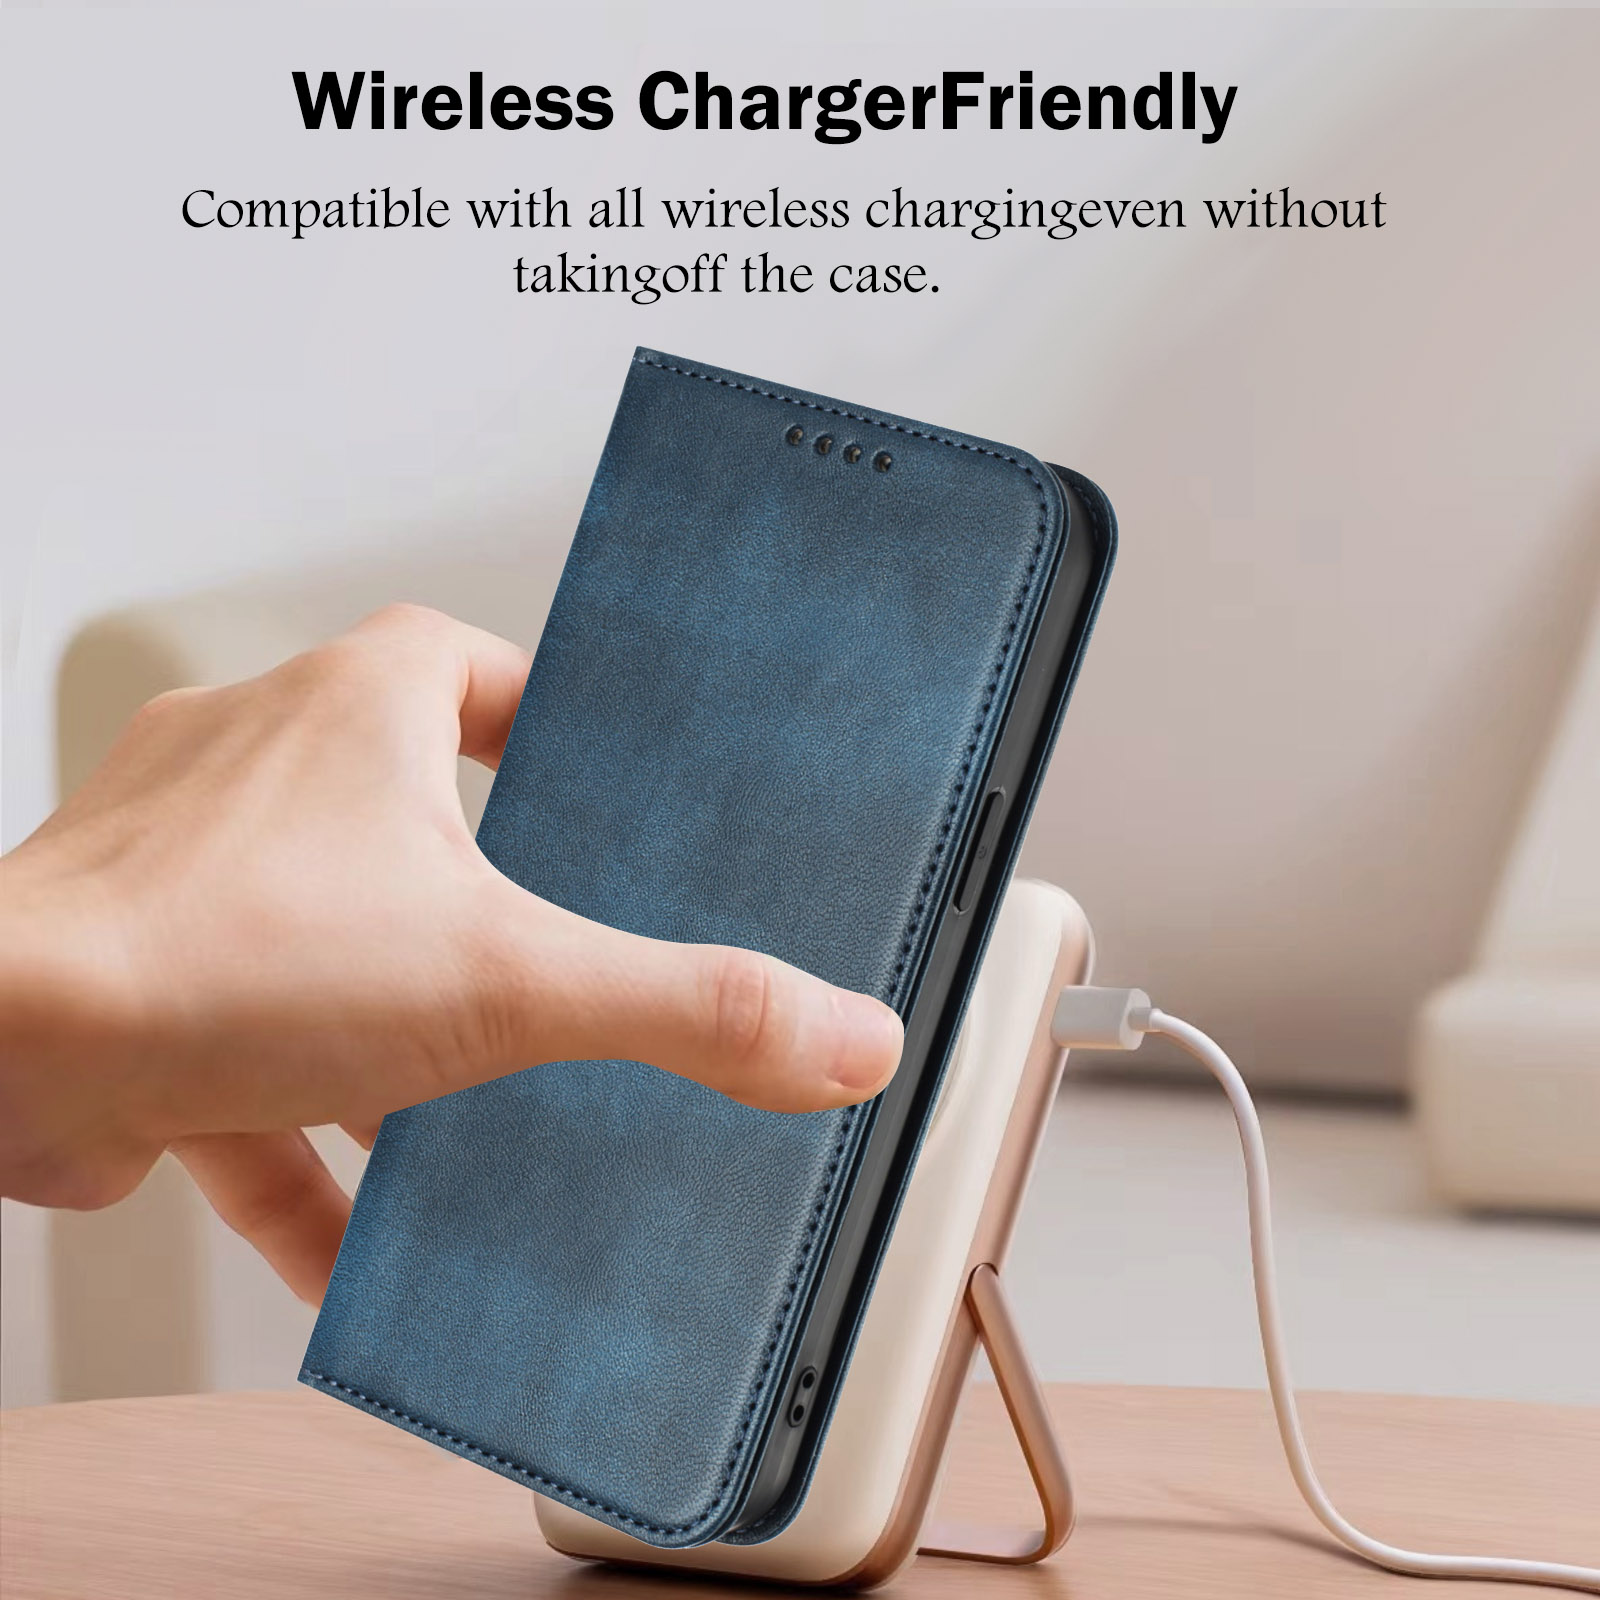 Wireless ChargerFriendly
Compatible with all wireless chargingeven without
takingoff the case.